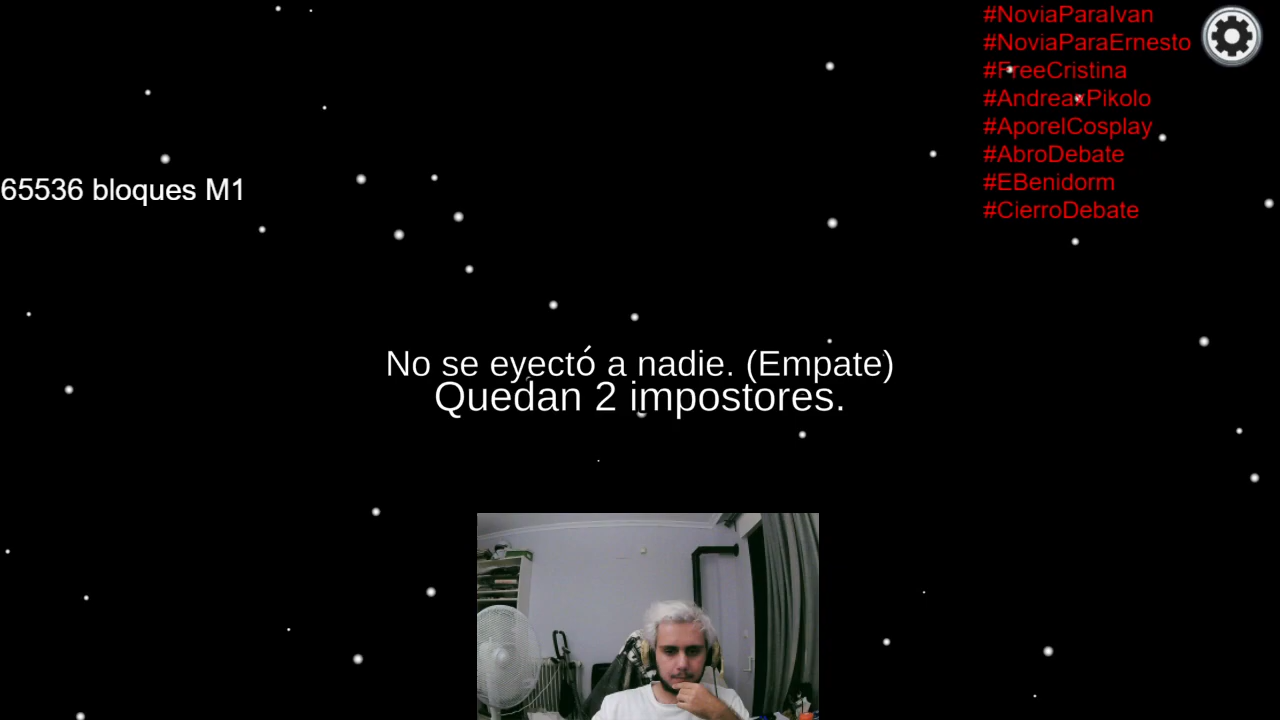 #NoviaParaIvan
#NoviaParaErnesto
#FreeCristina
#AndreaxPikolo
#AporelCosplay
#AbroDebate
#EBenidorm
#CierroDebate
65536 bloques M1
No se eyectó a nadie. (Empate)
Quedan 2 impostores.